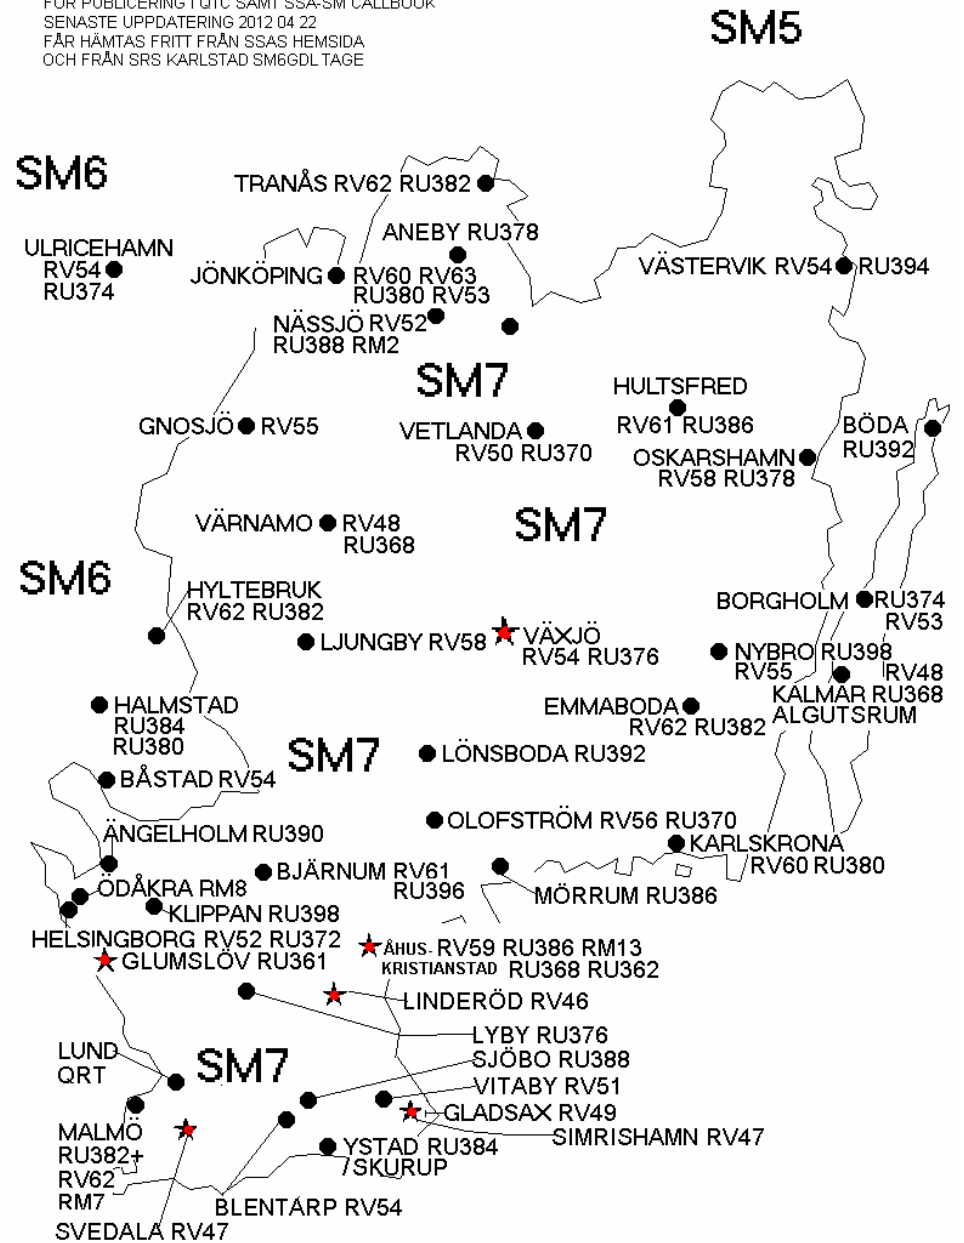 FÖR PUBLICERING I QTC SAMT SSA-SM CALLBOOK
SENASTE UPPDATERING 2012 04 22
FÅR HÄMTAS FRITT FRÅN SSAS HEMSIDA
OCH FRÅN SRS KARLSTAD SM6GDL TAGE
SM5
SM6
TRANÅS RV62 RU382
ANEBY RU378
ULRICEHAMN
RV54
RU374
JÖNKÖPING
RV60 RV63
RU380 RV53
VÄSTERVIK RV54
RU394
NÄSSJÖ RV52
RU388 RM2
SM7
HULTSFRED
RV61 RU386
GNOSJÖ
RV55
VETLANDA
RV50 RU370
BÖDA
RU392
OSKARSHAMN
RV58 RU378
VÄRNAMO
RV48
RU368
SM7
SM6
HYLTEBRUK
RV62 RU382
BORGHOLM
RU374
RV53
LJUNGBY RV58
VÄXJÖ
RV54 RU376
NYBRO RU398
RV55
RV48
KALMAR RU368
ALGUTSRUM
HALMSTAD
RU384
RU380
EMMABODA
RV62 RU382
SM7
LÖNSBODA RU392
BÅSTAD RV54
ÄNGELHOLM RU390
OLOFSTRÖM RV56 RU370
KARLSKRONA
RV60 RU380
BJÄRNUM RV61
RU396
MÖRRUM RU386
ÖDÅKRA RM8
KLIPPAN RU398
HELSINGBORG RV52 RU372
GLUMSLÖV RU361
ÅHUS- RV59 RU386 RM13
KRISTIANSTAD RU368 RU362
LINDERÖD RV46
LYBY RU376
LUND
QRT
SM7
SJÖBO RU388
VITABY RV51
GLADSAX RV49
SIMRISHAMN RV47
MALMÖ
RU382+
RV62
RM7
YSTAD RU384
/SKURUP
BLENTARP RV54
SVEDALA RV47